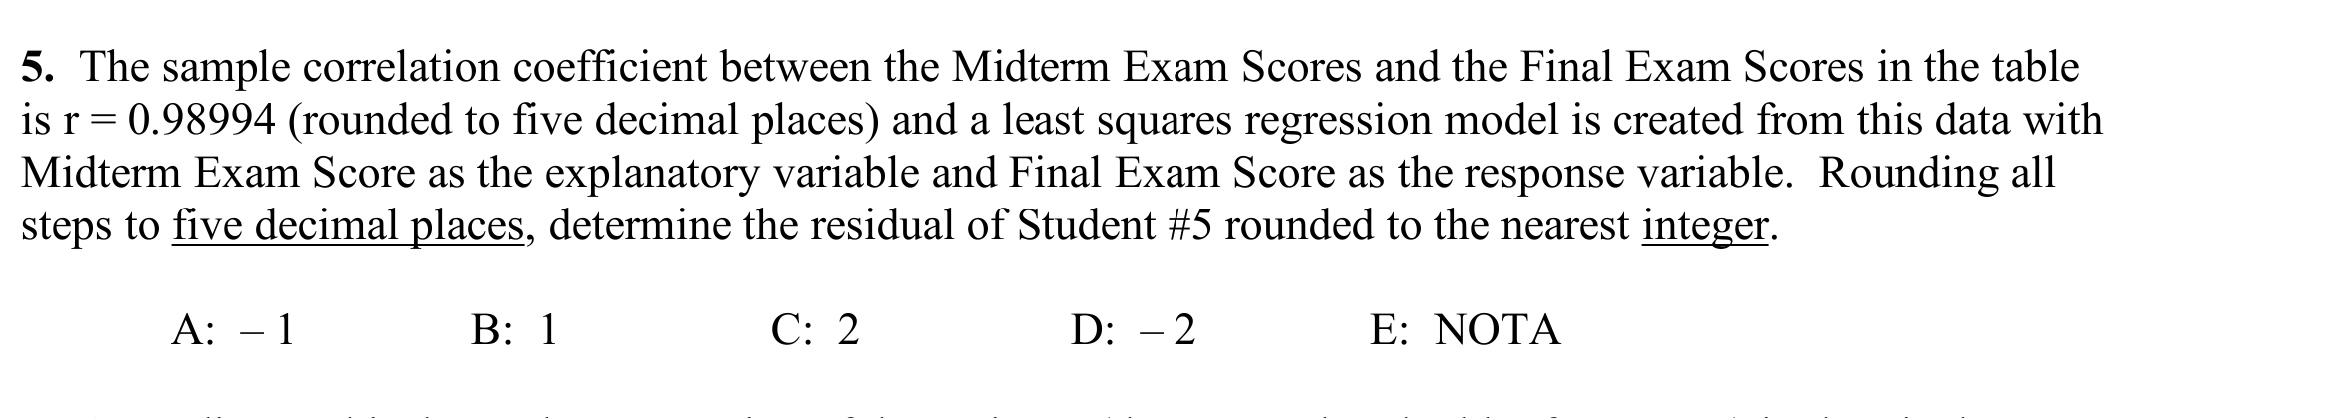 5. The sample correlation coefficient between the Midterm Exam Scores and the Final Exam Scores in the table
is r = 0.98994 (rounded to five decimal places) and a least squares regression model is created from this data with
Midterm Exam Score as the explanatory variable and Final Exam Score as the response variable. Rounding all
steps to five decimal places, determine the residual of Student #5 rounded to the nearest integer.
A: – 1 B: 1 C: 2 D: – 2 E: NOTA